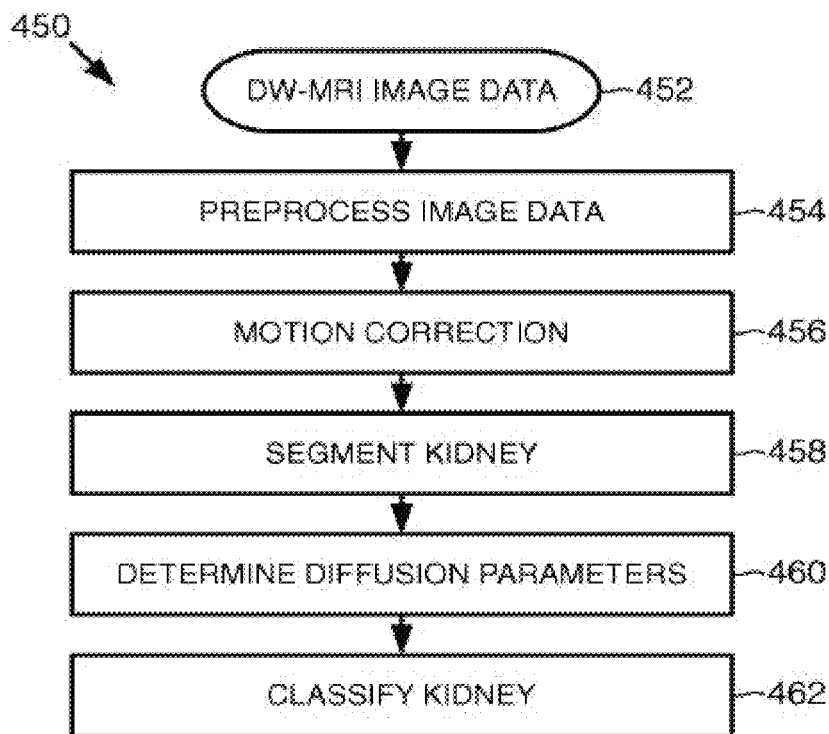 450
DW-MRI IMAGE DATA 452
PREPROCESS IMAGE DATA 454
MOTION CORRECTION 456
SEGMENT KIDNEY 458
DETERMINE DIFFUSION PARAMETERS 460
CLASSIFY KIDNEY 462